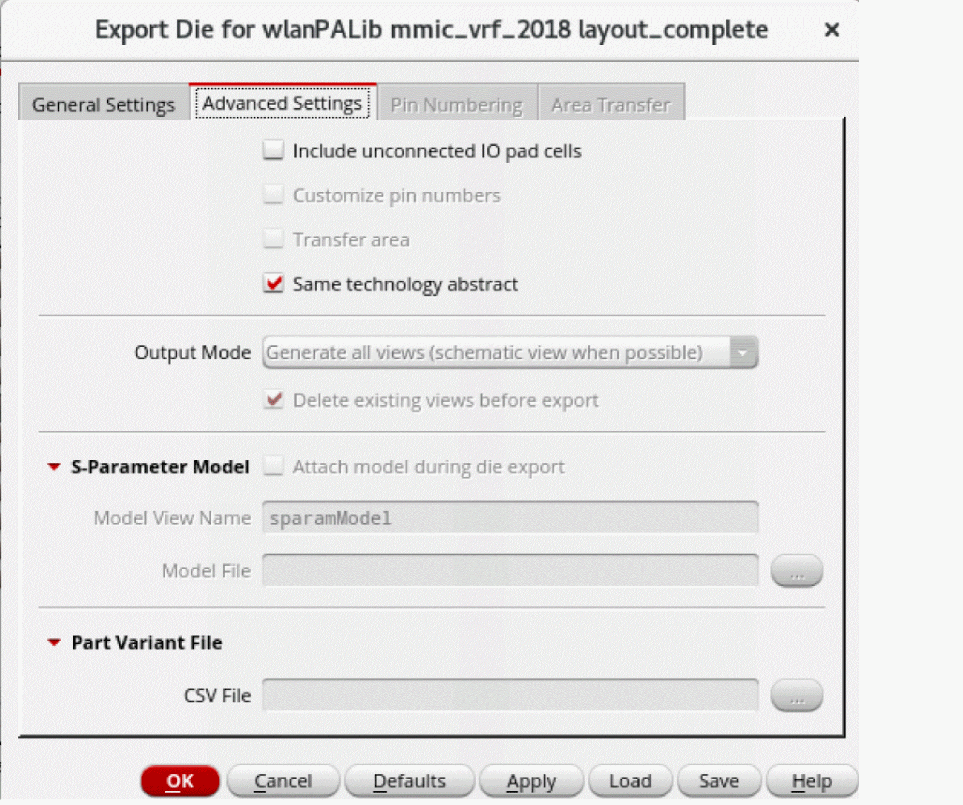 Export Die for wlanPALib mmic_vrf_2018 layout_complete ×
General Settings Advanced Settings Pin Numbering Area Transfer
Include unconnected IO pad cells
Customize pin numbers
Transfer area
Same technology abstract
Output Mode Generate all views (schematic view when possible)
Delete existing views before export
S-Parameter Model Attach model during die export
Model View Name sparamModel
Model File ...
Part Variant File
CSV File ...
OK Cancel Defaults Apply Load Save Help